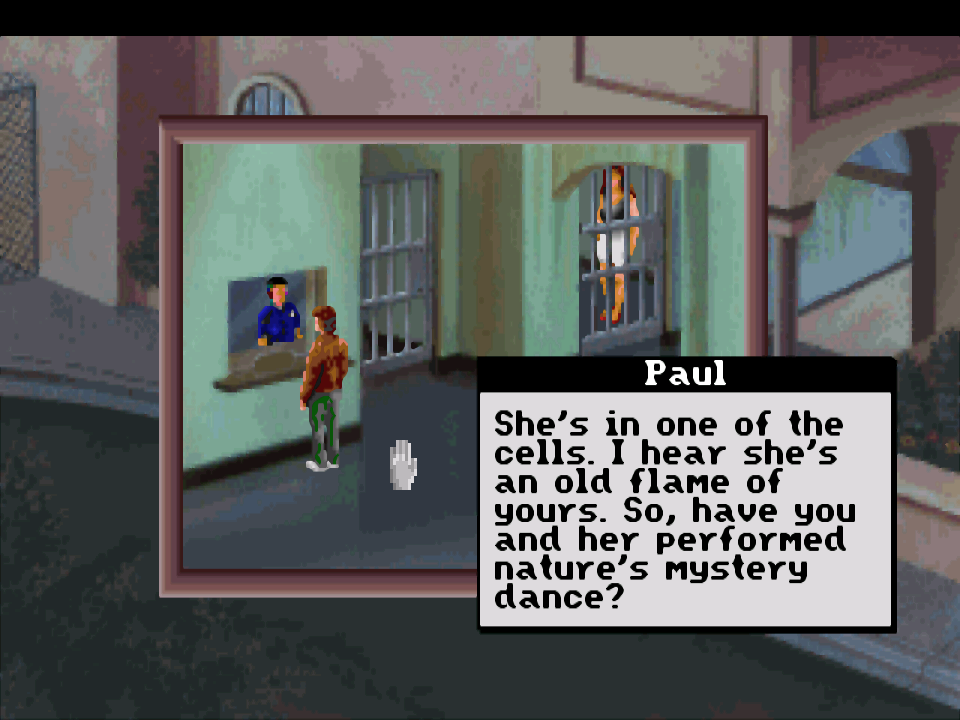 Paul
She's in one of the
cells. I hear she's
an old flame of
yours. So, have you
and her performed
nature's mystery
dance?